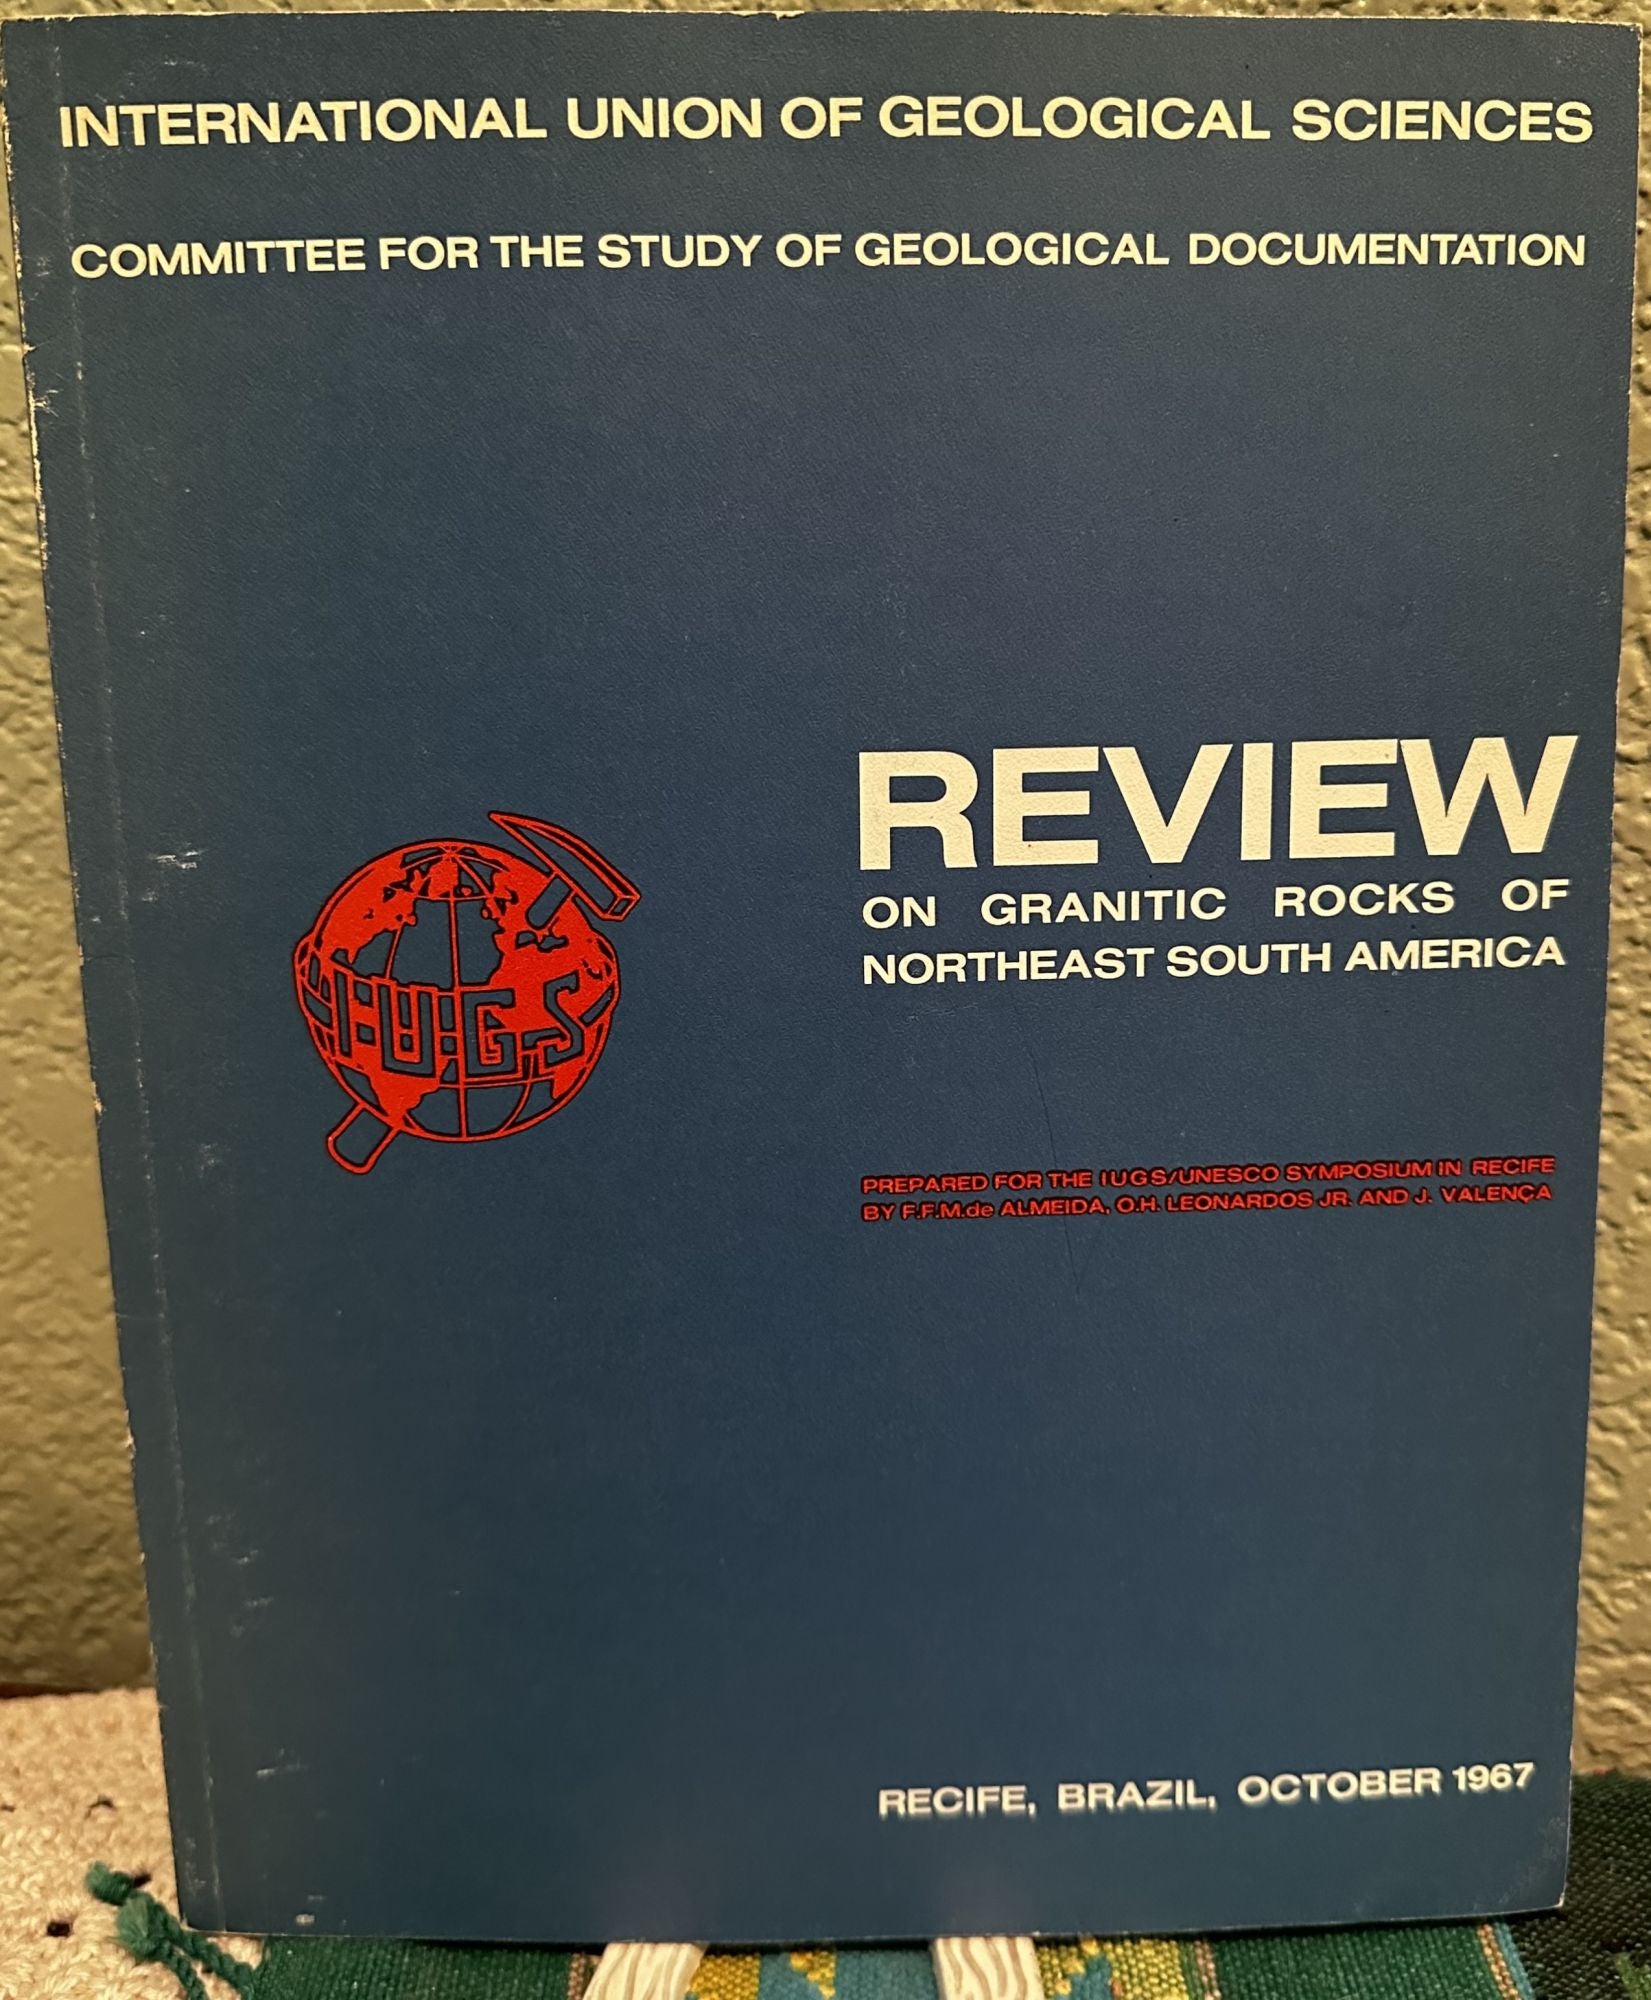 INTERNATIONAL UNION OF GEOLOGICAL SCIENCES
COMMITTEE FOR THE STUDY OF GEOLOGICAL DOCUMENTATION
REVIEW
ON GRANITIC ROCKS OF
NORTHEAST SOUTH AMERICA
I·U·G·S
PREPARED FOR THE IUGS/UNESCO SYMPOSIUM IN RECIFE
BY F.F.M.de ALMEIDA, O.H. LEONARDOS JR. AND J. VALENÇA
RECIFE, BRAZIL, OCTOBER 1967